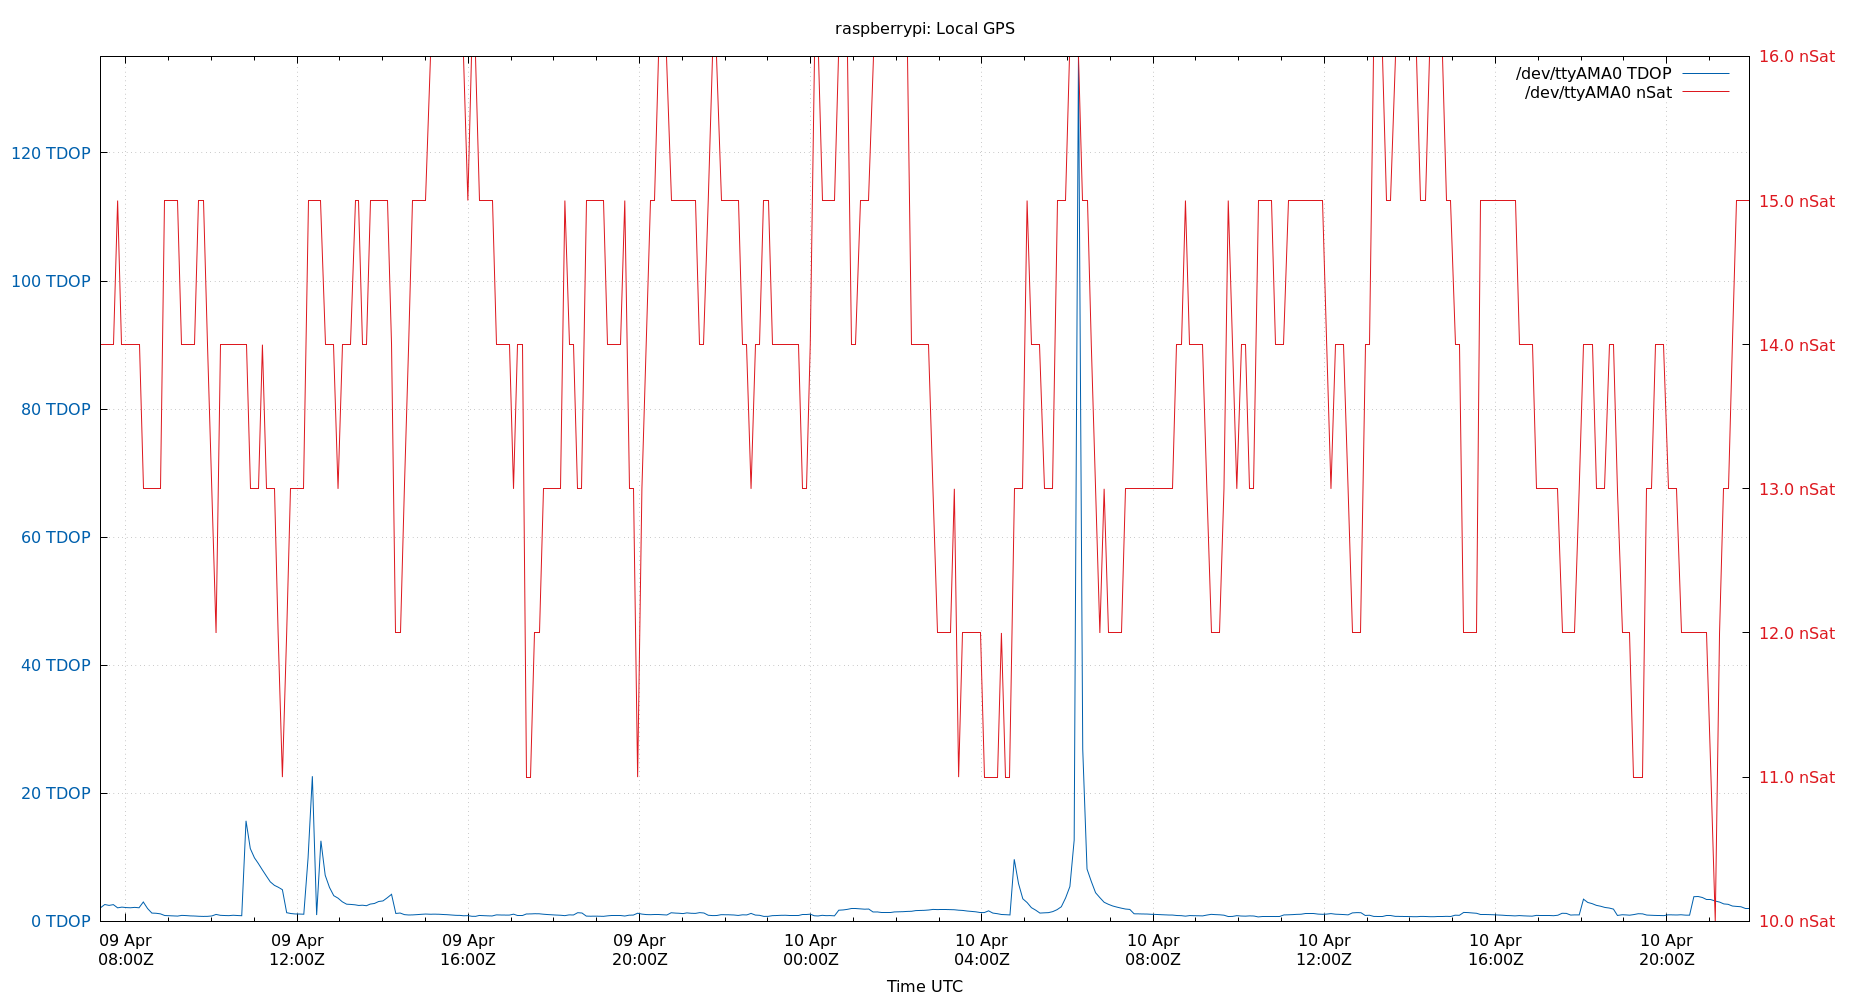 raspberrypi: Local GPS
/dev/ttyAMA0 TDOP
/dev/ttyAMA0 nSat
120 TDOP
100 TDOP
80 TDOP
60 TDOP
40 TDOP
20 TDOP
0 TDOP
16.0 nSat
15.0 nSat
14.0 nSat
13.0 nSat
12.0 nSat
11.0 nSat
10.0 nSat
09 Apr 09 Apr 09 Apr 09 Apr 10 Apr 10 Apr 10 Apr 10 Apr 10 Apr 10 Apr
08:00Z 12:00Z 16:00Z 20:00Z 00:00Z 04:00Z 08:00Z 12:00Z 16:00Z 20:00Z
Time UTC